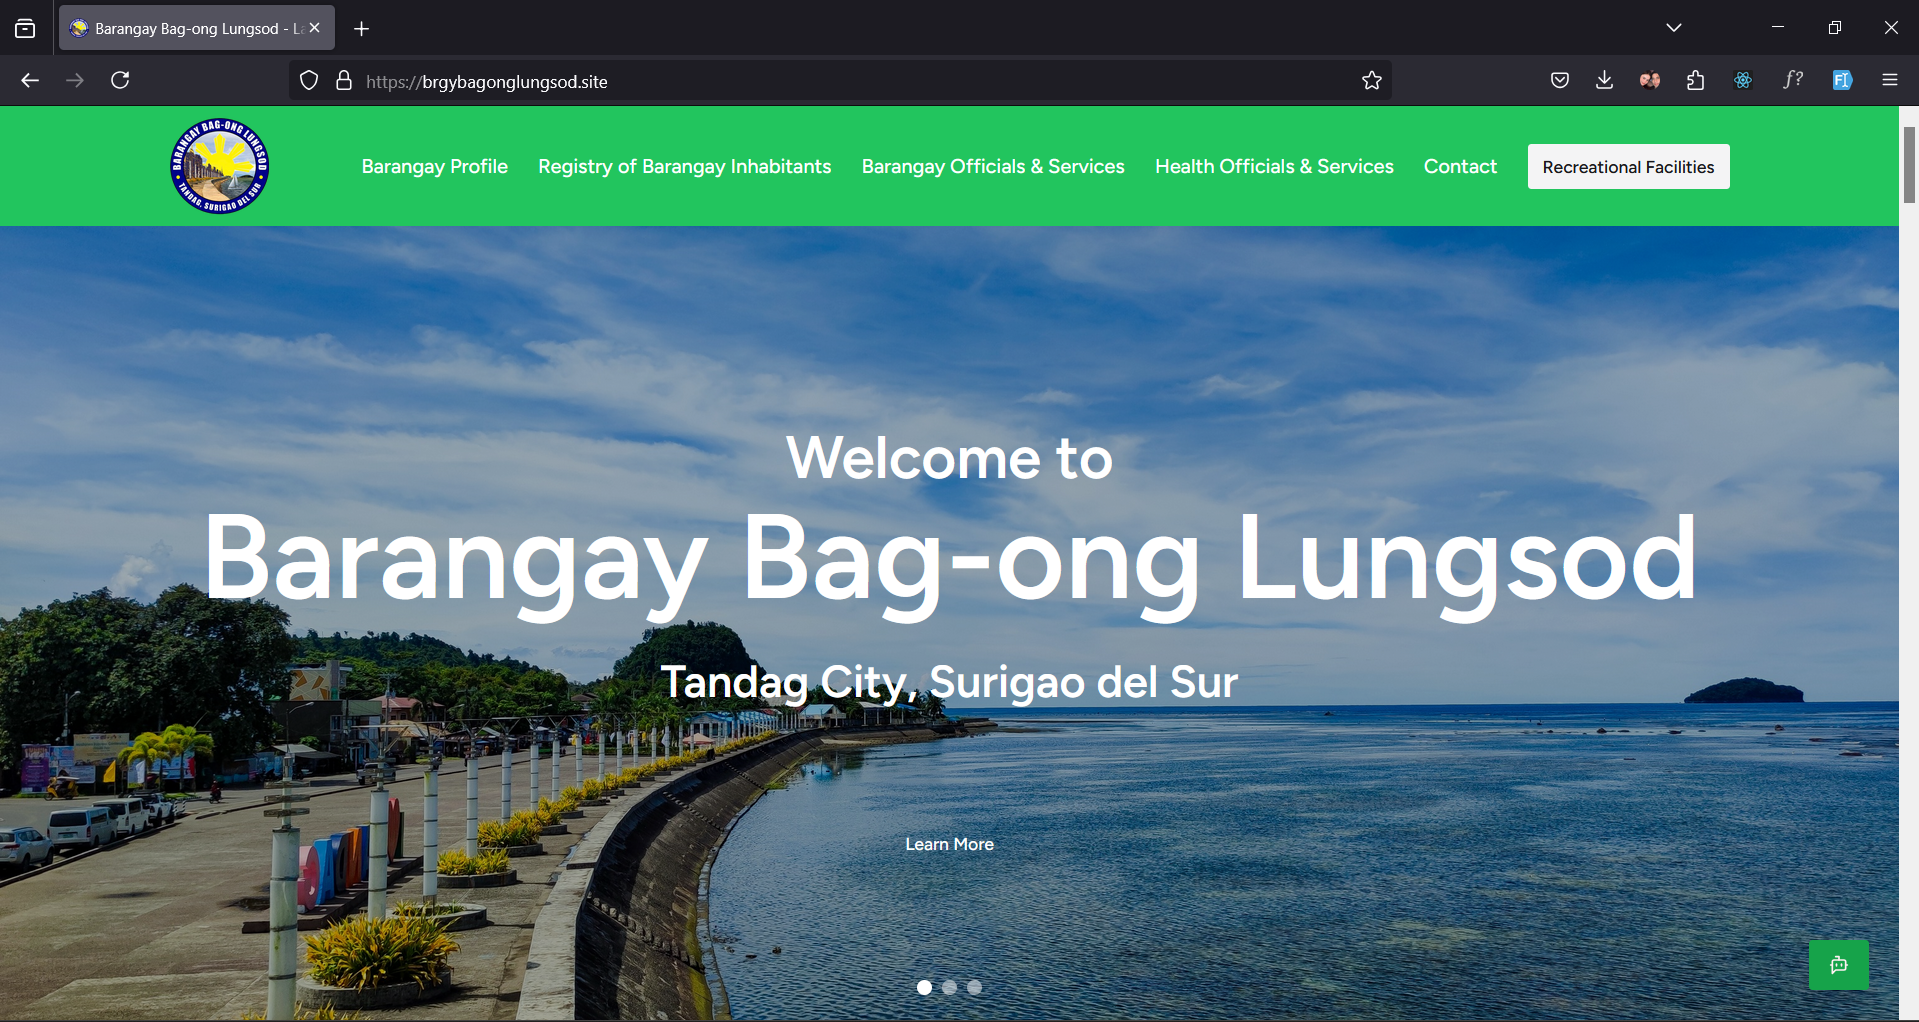 Barangay Bag-ong Lungsod - La
https://brgybagonglungsod.site
BARANGAY BAG-ONG LUNGSOD
TANDAG, SURIGAO DEL SUR
Barangay Profile
Registry of Barangay Inhabitants
Barangay Officials & Services
Health Officials & Services
Contact
Recreational Facilities
Welcome to
Barangay Bag-ong Lungsod
Tandag City, Surigao del Sur
Learn More